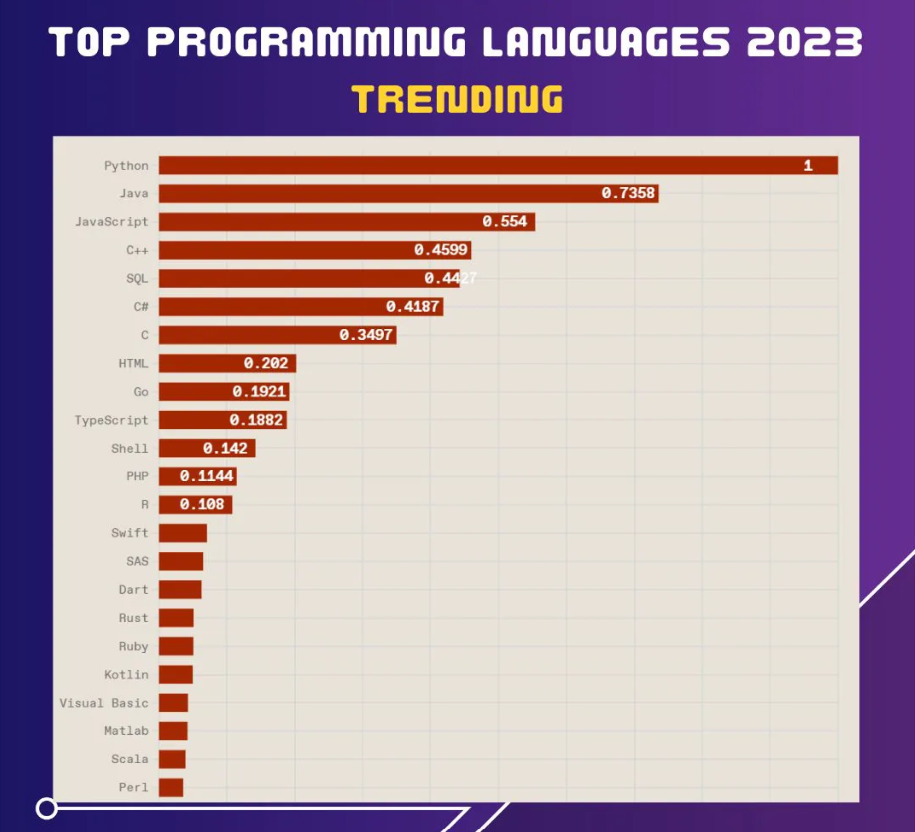 TOP PROGRAMMING LANGUAGES 2023
TRENDING
Python 1
Java 0.7358
JavaScript 0.554
C++ 0.4599
SQL 0.4427
C# 0.4187
C 0.3497
HTML 0.202
Go 0.1921
TypeScript 0.1882
Shell 0.142
PHP 0.1144
R 0.108
Swift
SAS
Dart
Rust
Ruby
Kotlin
Visual Basic
Matlab
Scala
Perl